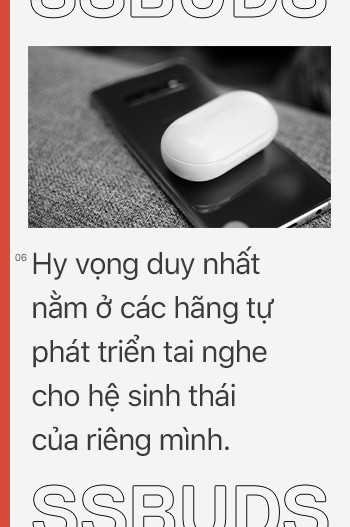 SSBUDS
06 Hy vọng duy nhất
nằm ở các hãng tự
phát triển tai nghe
cho hệ sinh thái
của riêng mình.
SSBUDS